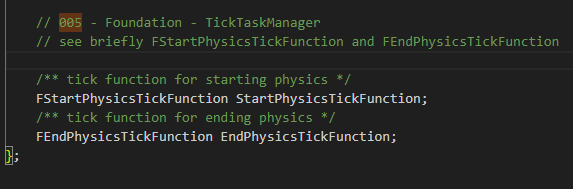 // 005 - Foundation - TickTaskManager
// see briefly FStartPhysicsTickFunction and FEndPhysicsTickFunction
/** tick function for starting physics */
FStartPhysicsTickFunction StartPhysicsTickFunction;
/** tick function for ending physics */
FEndPhysicsTickFunction EndPhysicsTickFunction;
};